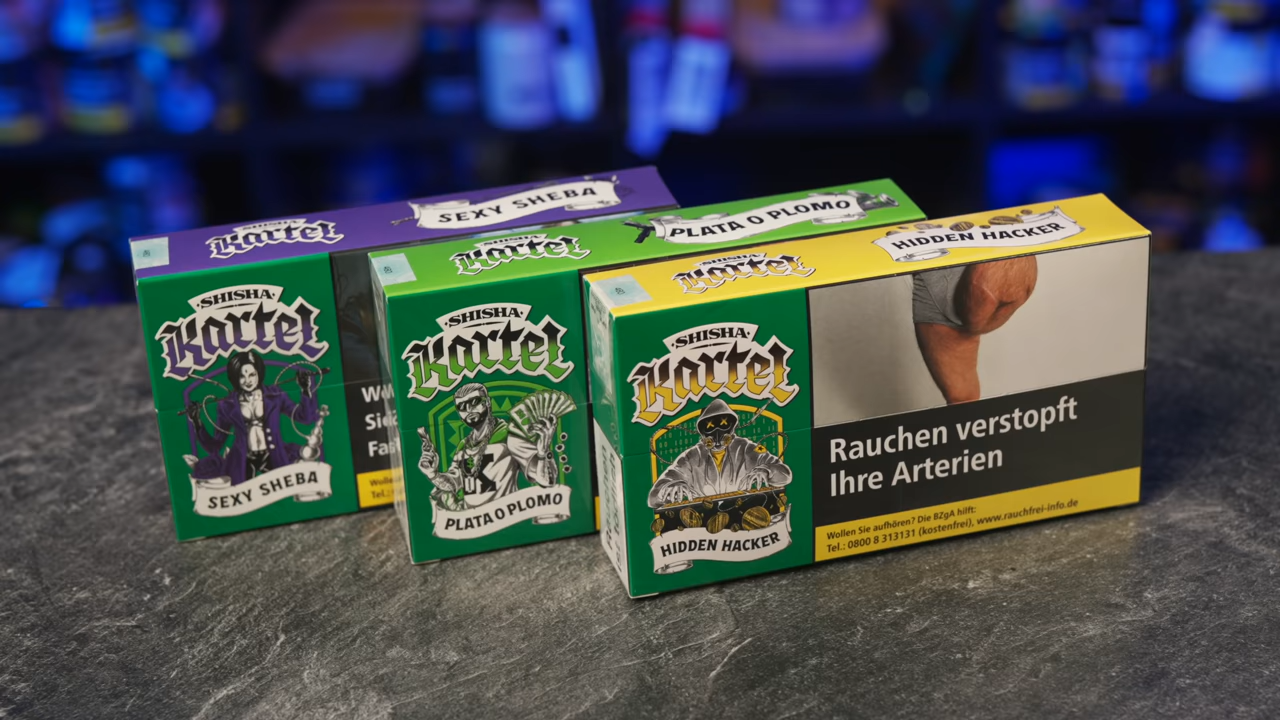 SHISHA
Kartel
SEXY SHEBA
SHISHA
Kartel
SEXY SHEBA
SHISHA
Kartel
PLATA O PLOMO
SHISHA
Kartel
PLATA O PLOMO
SHISHA
Kartel
HIDDEN HACKER
SHISHA
Kartel
HIDDEN HACKER
Rauchen verstopft
Ihre Arterien
Wollen Sie aufhören? Die BZgA hilft:
Tel.: 0800 8 313131 (kostenfrei), www.rauchfrei-info.de